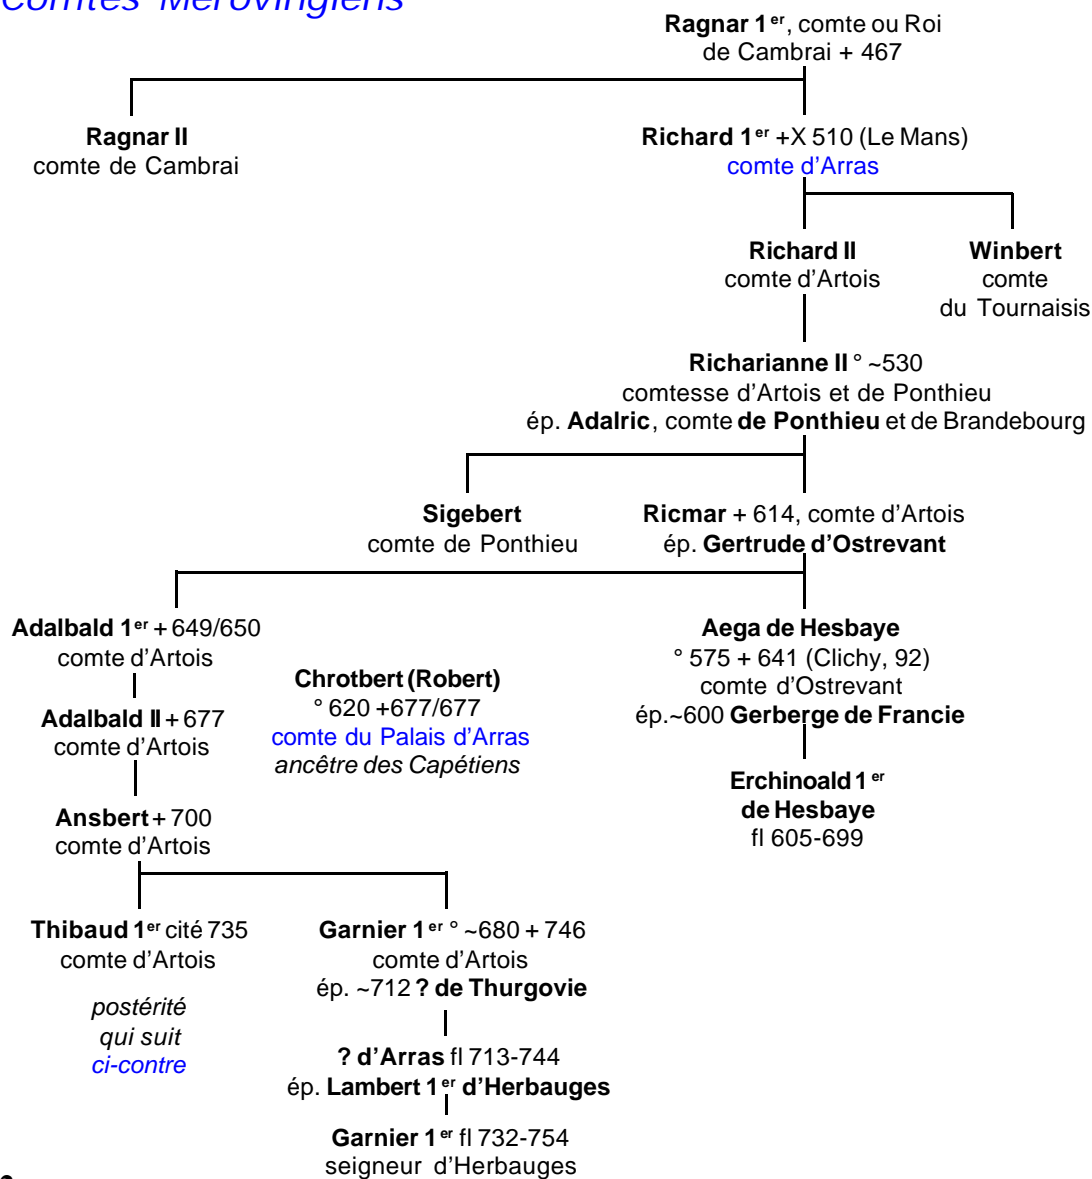 Comtes Mérovingiens
Ragnar 1er, comte ou Roi
de Cambrai + 467
Ragnar II
comte de Cambrai
Richard 1er +X 510 (Le Mans)
comte d’Arras
Richard II
comte d’Artois
Winbert
comte
du Tournaisis
Richarianne II ° ~530
comtesse d’Artois et de Ponthieu
ép. Adalric, comte de Ponthieu et de Brandebourg
Sigebert
comte de Ponthieu
Ricmar + 614, comte d’Artois
ép. Gertrude d’Ostrevant
Adalbald 1er + 649/650
comte d’Artois
Adalbald II + 677
comte d’Artois
Ansbert + 700
comte d’Artois
Chrotbert (Robert)
° 620 +677/677
comte du Palais d’Arras
ancêtre des Capétiens
Aega de Hesbaye
° 575 + 641 (Clichy, 92)
comte d’Ostrevant
ép.~600 Gerberge de Francie
Erchinoald 1er
de Hesbaye
fl 605-699
Thibaud 1er cité 735
comte d’Artois
postérité
qui suit
ci-contre
Garnier 1er ° ~680 + 746
comte d’Artois
ép. ~712 ? de Thurgovie
? d’Arras fl 713-744
ép. Lambert 1er d’Herbauges
Garnier 1er fl 732-754
seigneur d’Herbauges